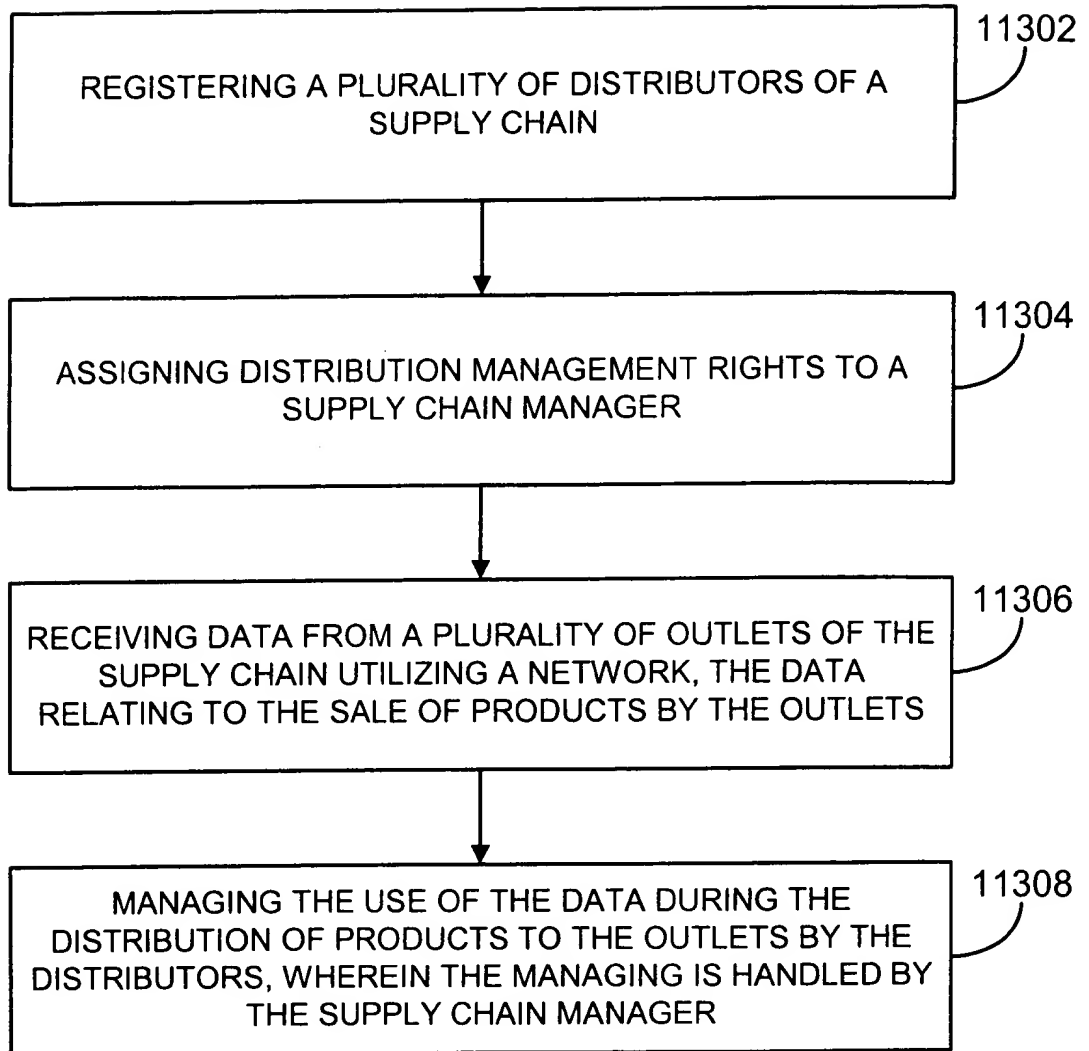 11302
REGISTERING A PLURALITY OF DISTRIBUTORS OF A
SUPPLY CHAIN
11304
ASSIGNING DISTRIBUTION MANAGEMENT RIGHTS TO A
SUPPLY CHAIN MANAGER
11306
RECEIVING DATA FROM A PLURALITY OF OUTLETS OF THE
SUPPLY CHAIN UTILIZING A NETWORK, THE DATA
RELATING TO THE SALE OF PRODUCTS BY THE OUTLETS
11308
MANAGING THE USE OF THE DATA DURING THE
DISTRIBUTION OF PRODUCTS TO THE OUTLETS BY THE
DISTRIBUTORS, WHEREIN THE MANAGING IS HANDLED BY
THE SUPPLY CHAIN MANAGER